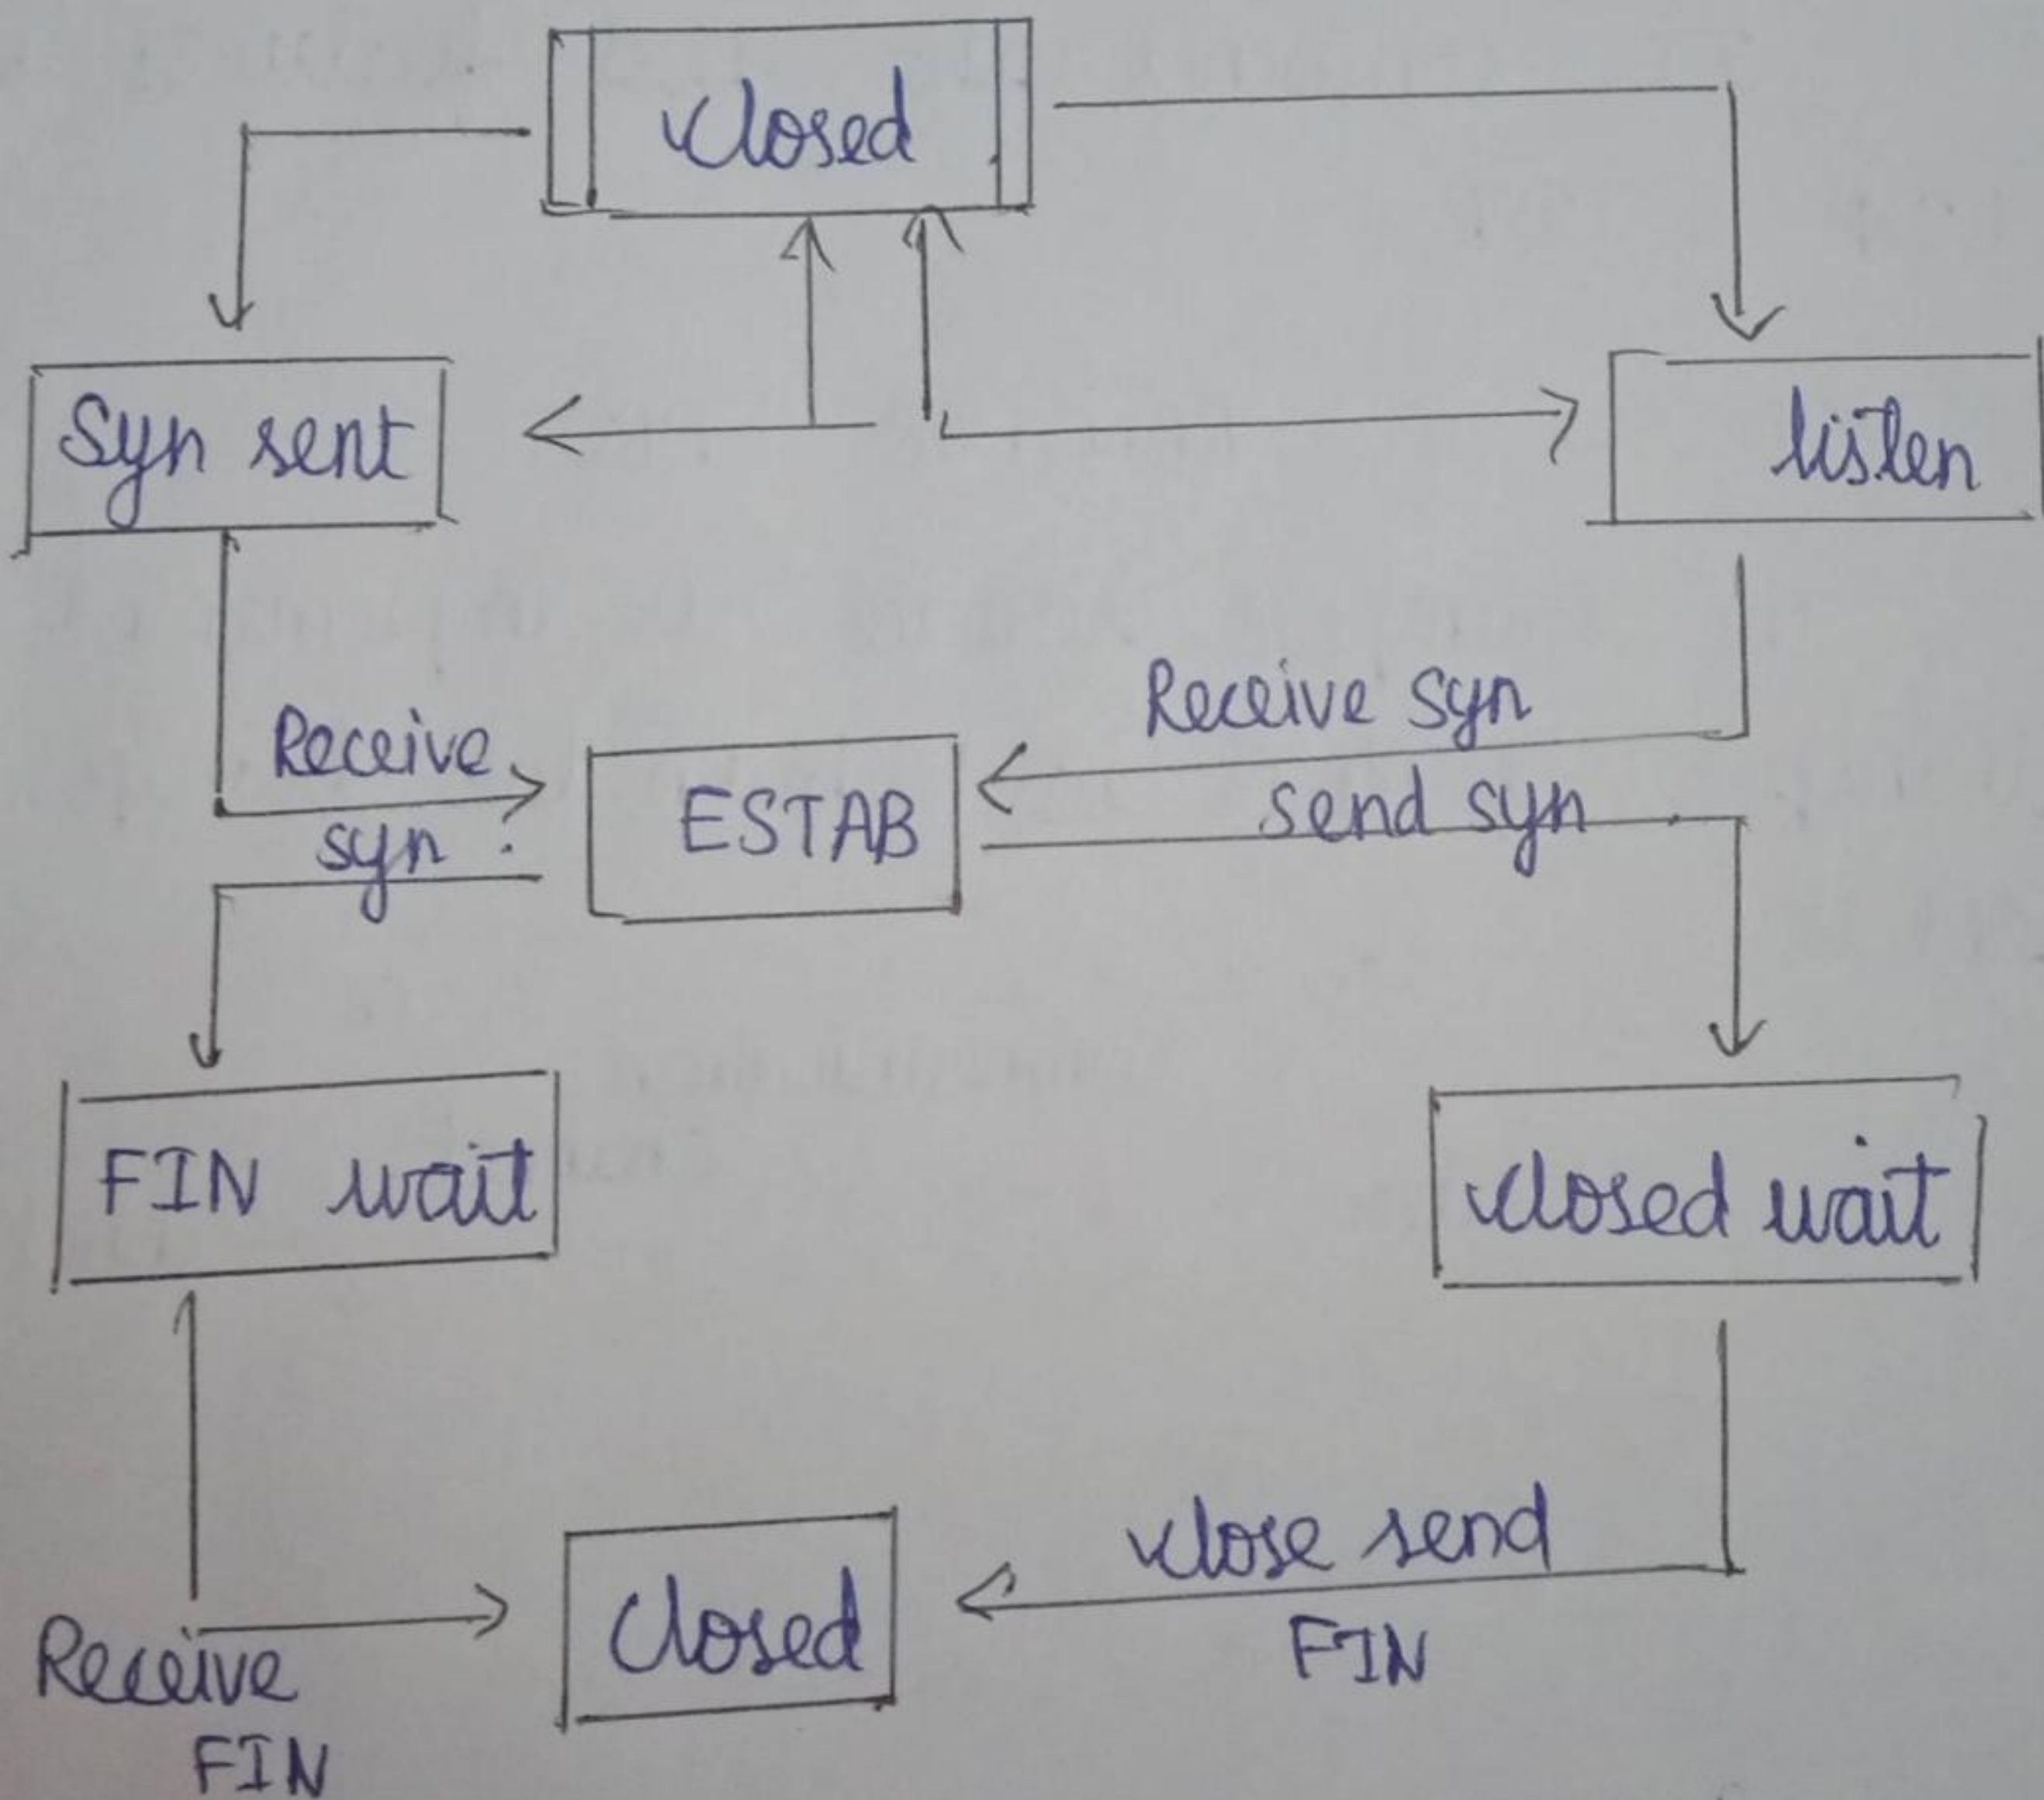 Closed
Syn sent
listen
Receive
syn
ESTAB
Receive syn
send syn
FIN wait
Closed wait
Receive
FIN
Closed
Close send
FIN